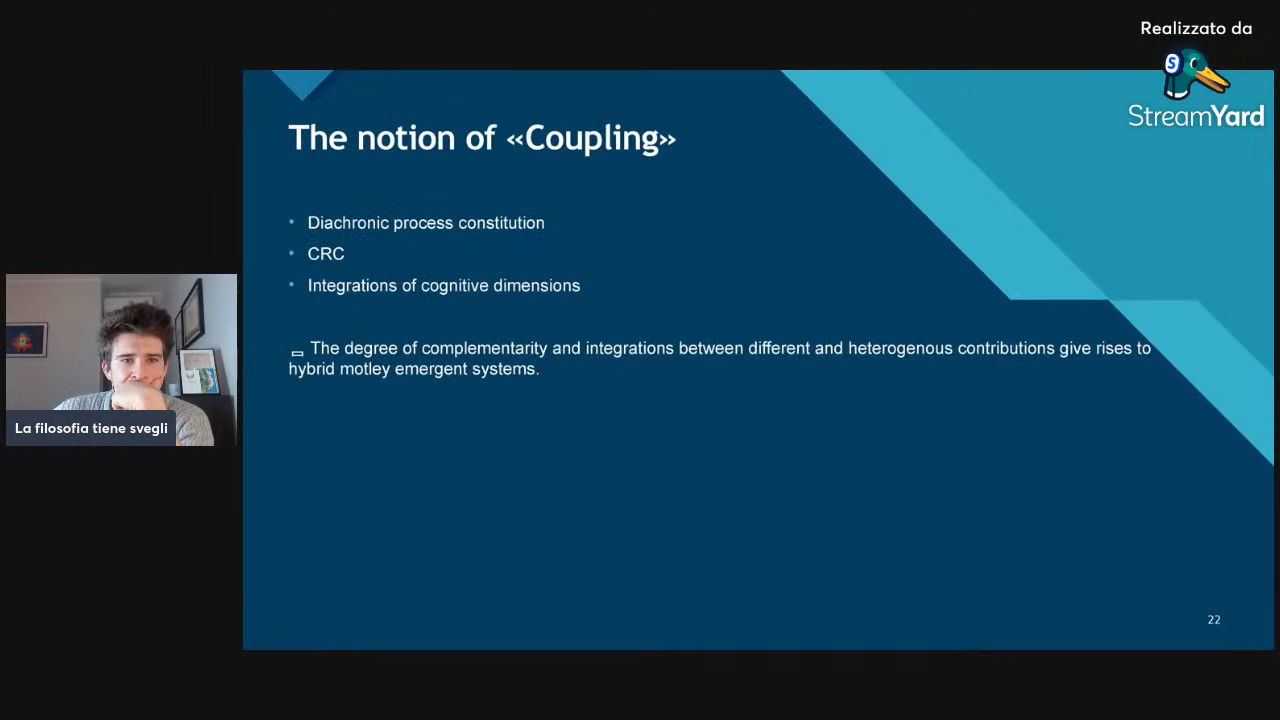 Realizzato da
StreamYard
The notion of «Coupling»
• Diachronic process constitution
• CRC
• Integrations of cognitive dimensions
The degree of complementarity and integrations between different and heterogenous contributions give rises to
hybrid motley emergent systems.
La filosofia tiene svegli
22